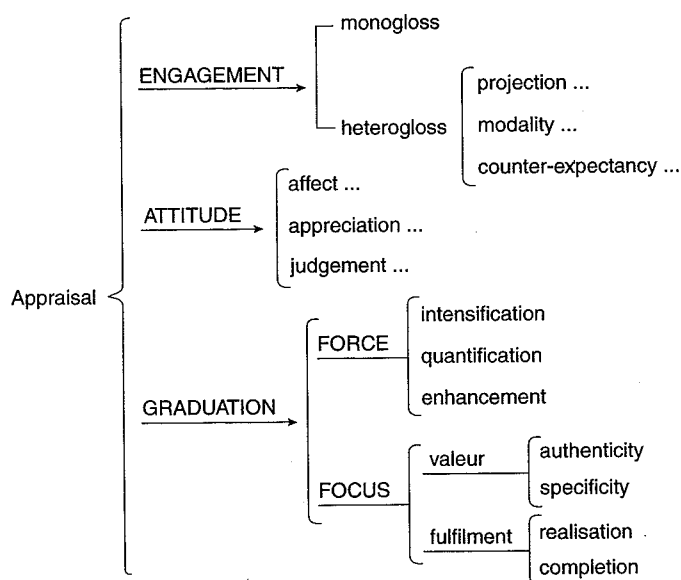 monogloss
ENGAGEMENT
projection ...
heterogloss
modality ...
counter-expectancy ...
affect ...
ATTITUDE
appreciation ...
judgement ...
Appraisal
intensification
FORCE
quantification
enhancement
GRADUATION
authenticity
valeur
specificity
FOCUS
realisation
fulfilment
completion